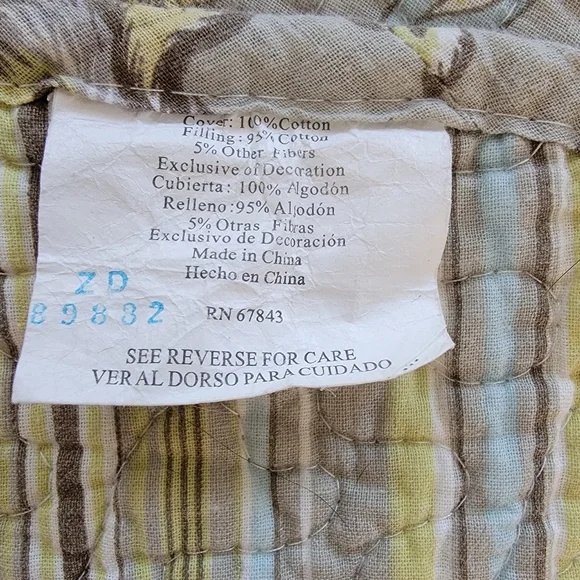 Cover: 100%Cotton
Filling: 95% Cotton
5% Other Fibers
Exclusive of Decoration
Cubierta: 100% Algodón
Relleno:95% Algodón
5% Otras Fibras
Exclusivo de Decoración
Made in China
Hecho en China
ZD
89882
RN 67843
SEE REVERSE FOR CARE
VER AL DORSO PARA CUIDADO